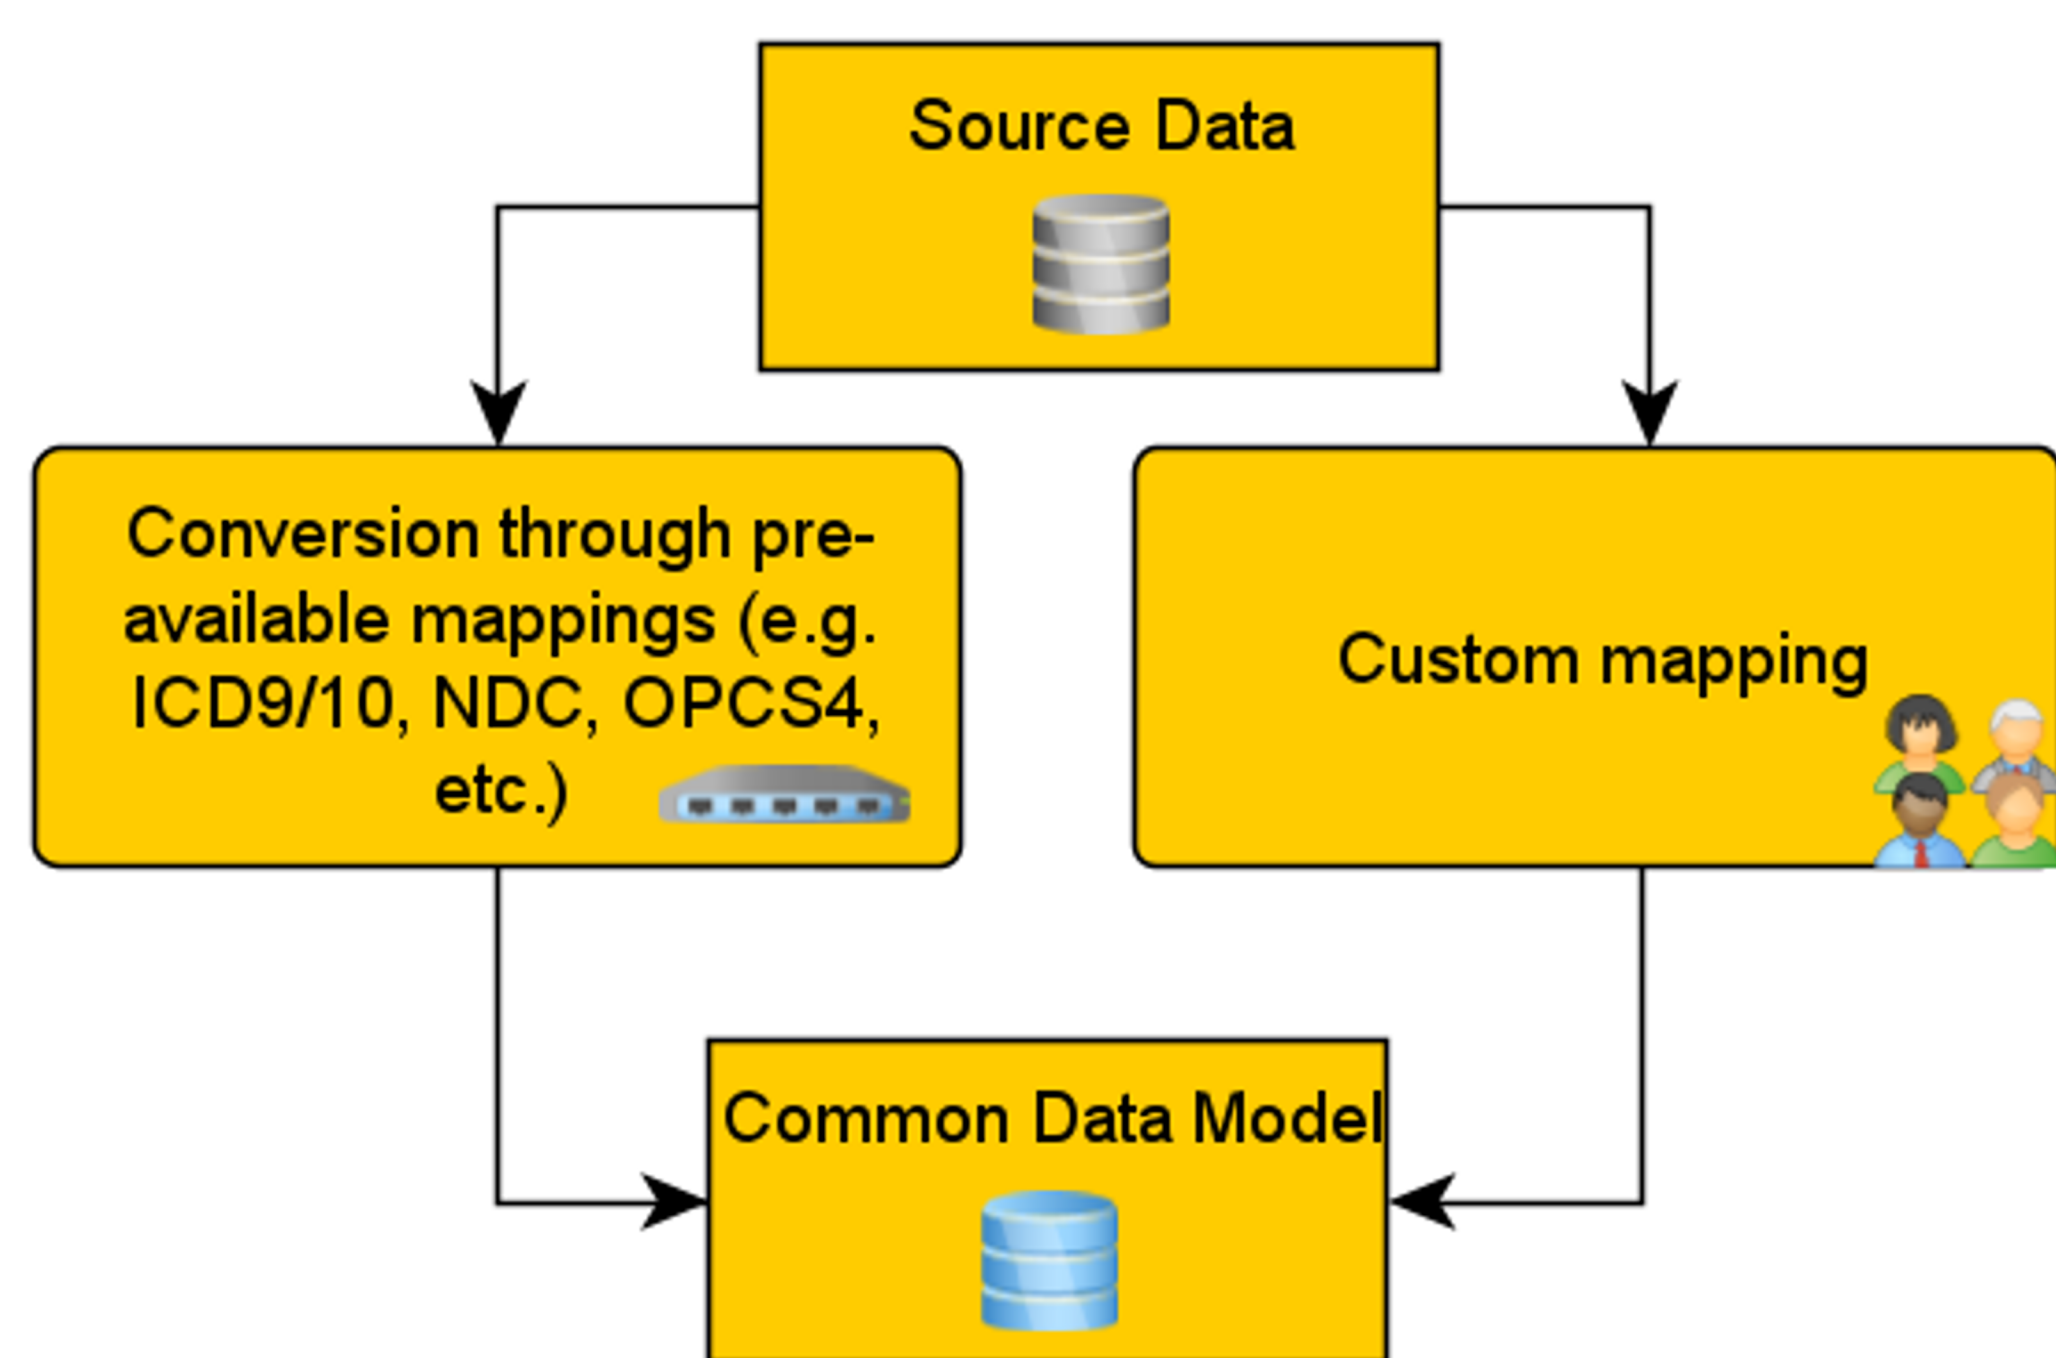 Source Data
Conversion through pre-
available mappings (e.g.
ICD9/10, NDC, OPCS4,
etc.)
Custom mapping
Common Data Model